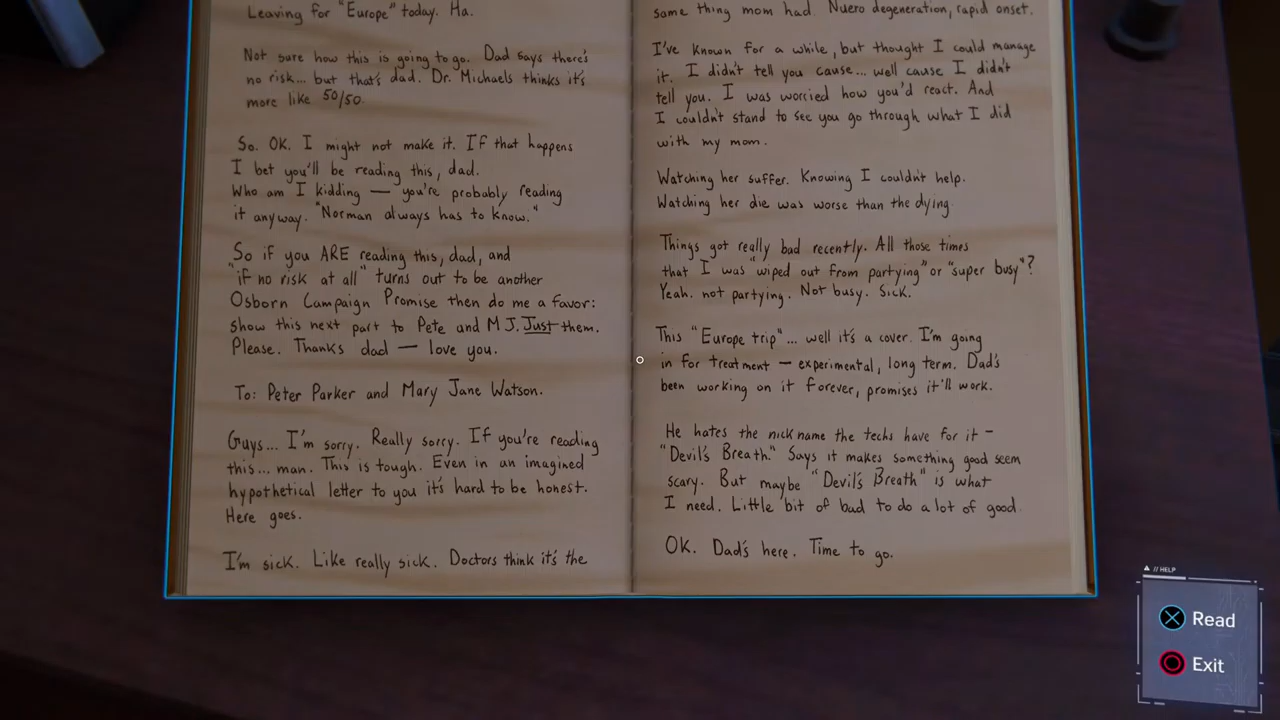 Leaving for "Europe" today. Ha.
Not sure how this is going to go. Dad says there's
no risk... but that's dad. Dr. Michaels thinks it's
more like 50/50.
So. OK. I might not make it. If that happens
I bet you'll be reading this, dad.
Who am I kidding — you're probably reading
it anyway. "Norman always has to know."
So if you ARE reading this, dad, and
"if no risk at all" turns out to be another
Osborn Campaign Promise then do me a favor:
show this next part to Pete and MJ. Just them.
Please. Thanks dad — love you.
To: Peter Parker and Mary Jane Watson.
Guys... I'm sorry. Really sorry. If you're reading
this... man. This is tough. Even in an imagined
hypothetical letter to you it's hard to be honest.
Here goes.
I'm sick. Like really sick. Doctors think it's the
same thing mom had. Nuero degeneration, rapid onset.
I've known for a while, but thought I could manage
it. I didn't tell you cause... well cause I didn't
tell you. I was worried how you'd react. And
I couldn't stand to see you go through what I did
with my mom.
Watching her suffer. Knowing I couldn't help.
Watching her die was worse than the dying.
Things got really bad recently. All those times
that I was "wiped out from partying" or "super busy"?
Yeah. not partying. Not busy. Sick.
This "Europe trip"... well it's a cover. I'm going
in for treatment — experimental, long term. Dad's
been working on it forever, promises it'll work.
He hates the nickname the techs have for it -
"Devil's Breath." Says it makes something good seem
scary. But maybe "Devil's Breath" is what
I need. Little bit of bad to do a lot of good.
OK. Dad's here. Time to go.
// HELP
Read
Exit